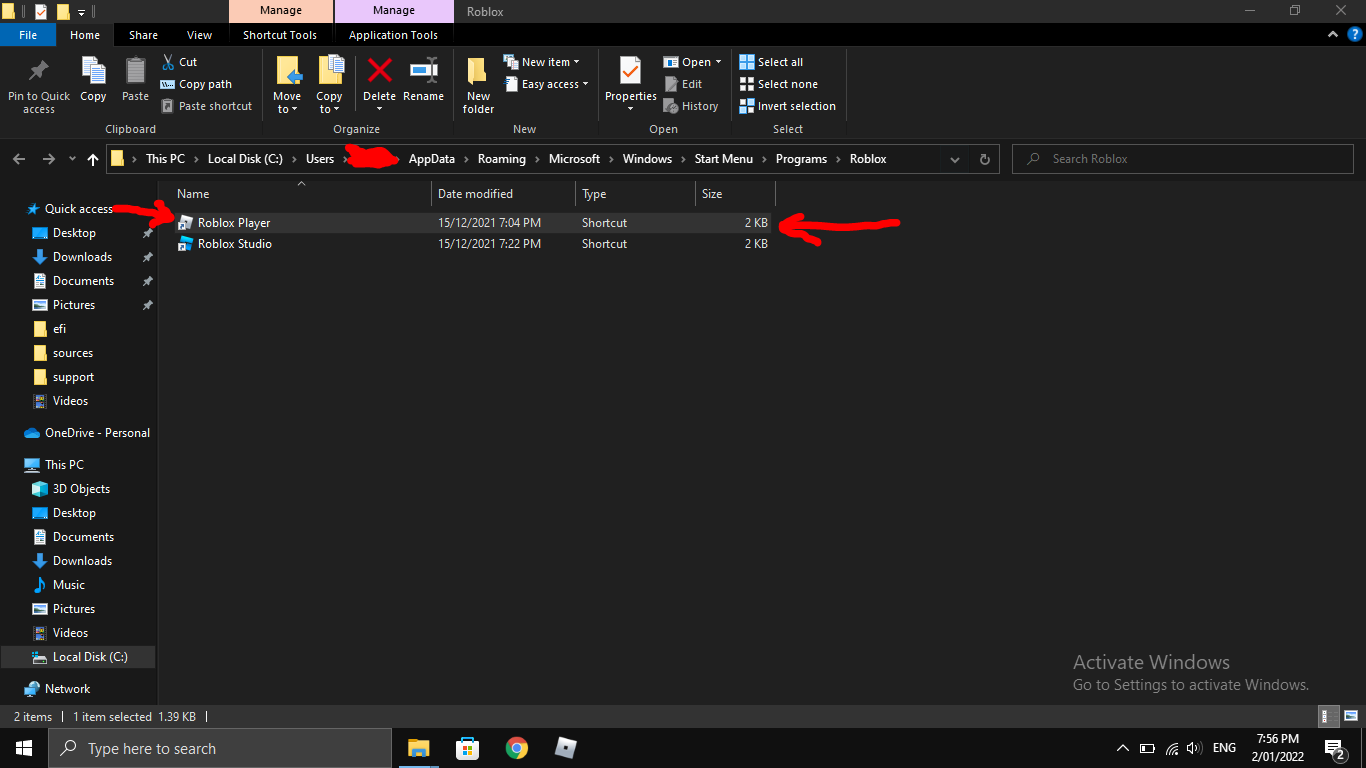 Manage Manage Roblox
File Home Share View Shortcut Tools Application Tools
Pin to Quick access
Copy
Paste
Cut
Copy path
Paste shortcut
Clipboard
Move to
Copy to
Delete
Rename
Organize
New folder
New item
Easy access
New
Properties
Open
Edit
History
Open
Select all
Select none
Invert selection
Select
This PC Local Disk (C:) Users AppData Roaming Microsoft Windows Start Menu Programs Roblox
Search Roblox
Quick access
Desktop
Downloads
Documents
Pictures
efi
sources
support
Videos
OneDrive - Personal
This PC
3D Objects
Desktop
Documents
Downloads
Music
Pictures
Videos
Local Disk (C:)
Network
Name Date modified Type Size
Roblox Player 15/12/2021 7:04 PM Shortcut 2 KB
Roblox Studio 15/12/2021 7:22 PM Shortcut 2 KB
Activate Windows
Go to Settings to activate Windows.
2 items 1 item selected 1.39 KB
Type here to search
ENG
7:56 PM
2/01/2022
2